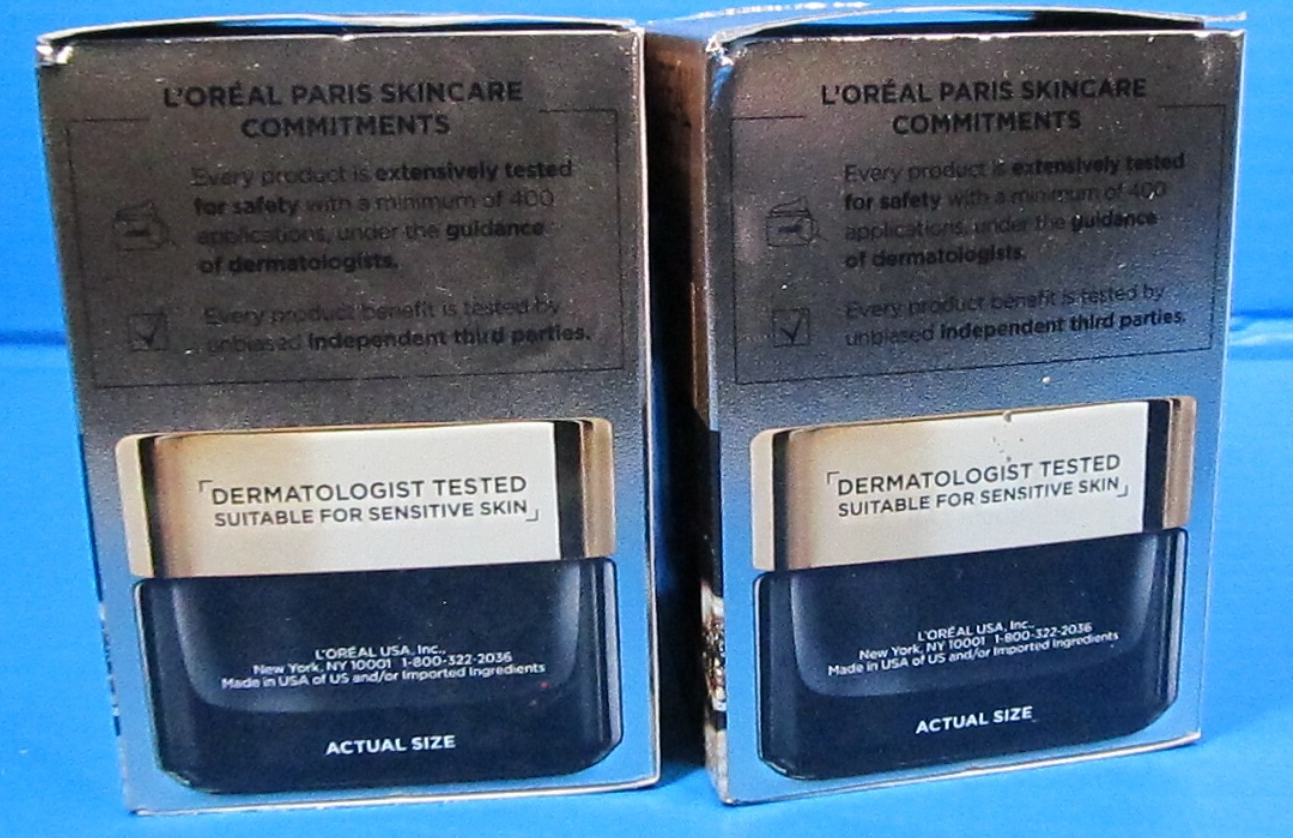 L'ORÉAL PARIS SKINCARE
COMMITMENTS
Every product is extensively tested
for safety with a minimum of 400
applications, under the guidance
of dermatologists.
Every product benefit is tested by
unbiased independent third parties.
DERMATOLOGIST TESTED
SUITABLE FOR SENSITIVE SKIN
L'ORÉAL USA, Inc.,
New York, NY 10001 1-800-322-2036
Made in USA of US and/or Imported Ingredients
ACTUAL SIZE
L'ORÉAL PARIS SKINCARE
COMMITMENTS
Every product is extensively tested
for safety with a minimum of 400
applications, under the guidance
of dermatologists.
Every product benefit is tested by
unbiased independent third parties.
DERMATOLOGIST TESTED
SUITABLE FOR SENSITIVE SKIN
L'ORÉAL USA, Inc.,
New York, NY 10001 1-800-322-2036
Made in USA of US and/or Imported Ingredients
ACTUAL SIZE